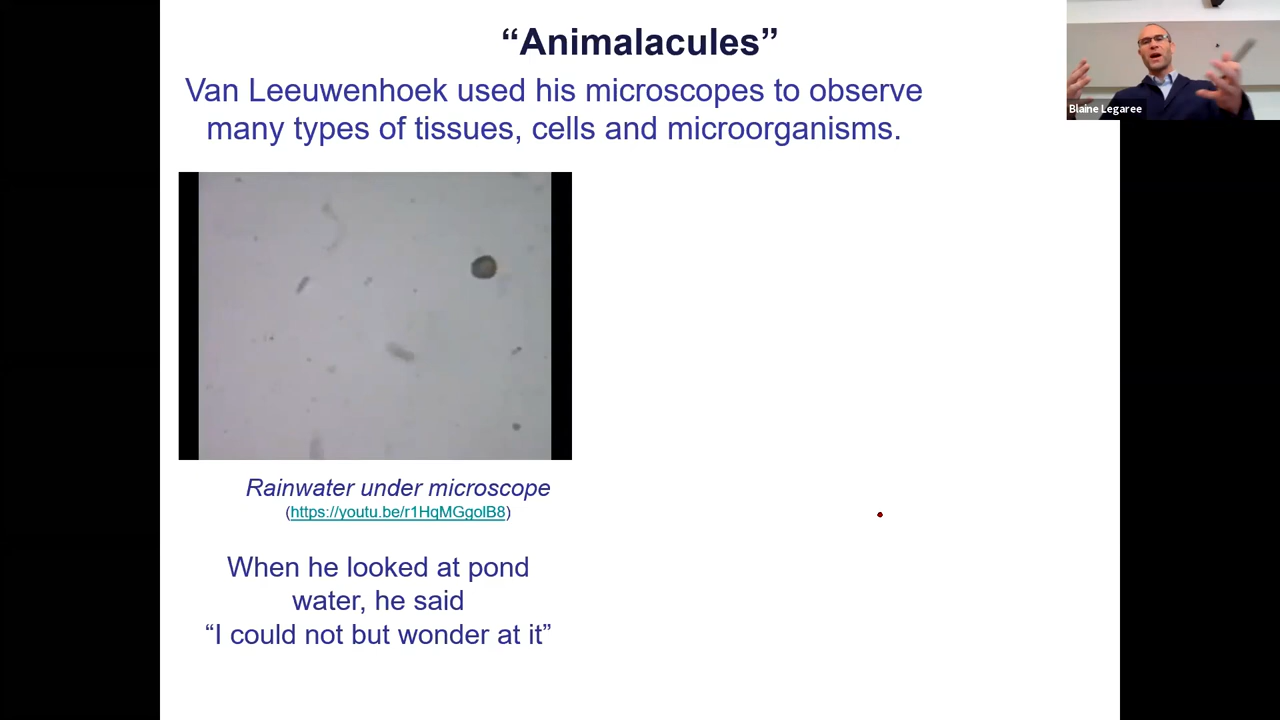 “Animalacules”
Van Leeuwenhoek used his microscopes to observe
many types of tissues, cells and microorganisms.
Blaine Legaree
Rainwater under microscope
(https://youtu.be/r1HqMGgolB8)
When he looked at pond
water, he said
“I could not but wonder at it”